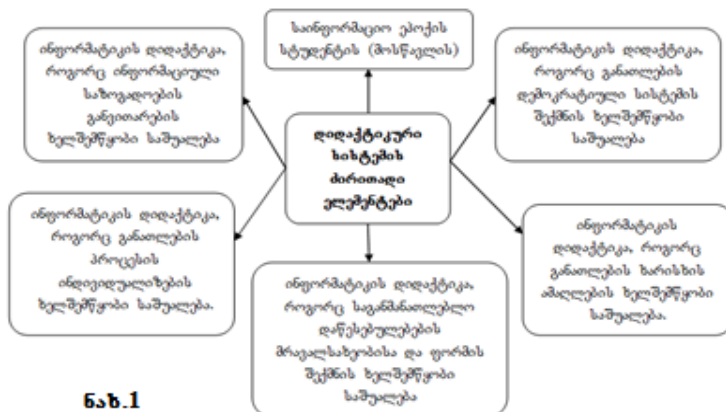 საინფორმაციო ეპოქის
სტუდენტის (მოსწავლის)
ინფორმატიკის დიდაქტიკა,
როგორც ინფორმაციული
საზოგადოების
განვითარების
ხელშემწყობი საშუალება
ინფორმატიკის დიდაქტიკა,
როგორც განათლების
დემოკრატიული სისტემის
შექმნის ხელშემწყობი
საშუალება
დიდაქტიკური
სისტემის
ძირითადი
ელემენტები
ინფორმატიკის დიდაქტიკა,
როგორც განათლების
პროცესის
ინდივიდუალიზების
ხელშემწყობი საშუალება.
ინფორმატიკის
დიდაქტიკა, როგორც
განათლების ხარისხის
ამაღლების ხელშემწყობი
საშუალება.
ინფორმატიკის დიდაქტიკა,
როგორც საგანმანათლებლო
დაწესებულებების
მრავალსახეობისა და ფორმის
შექმნის ხელშემწყობი
საშუალება
ნახ.1